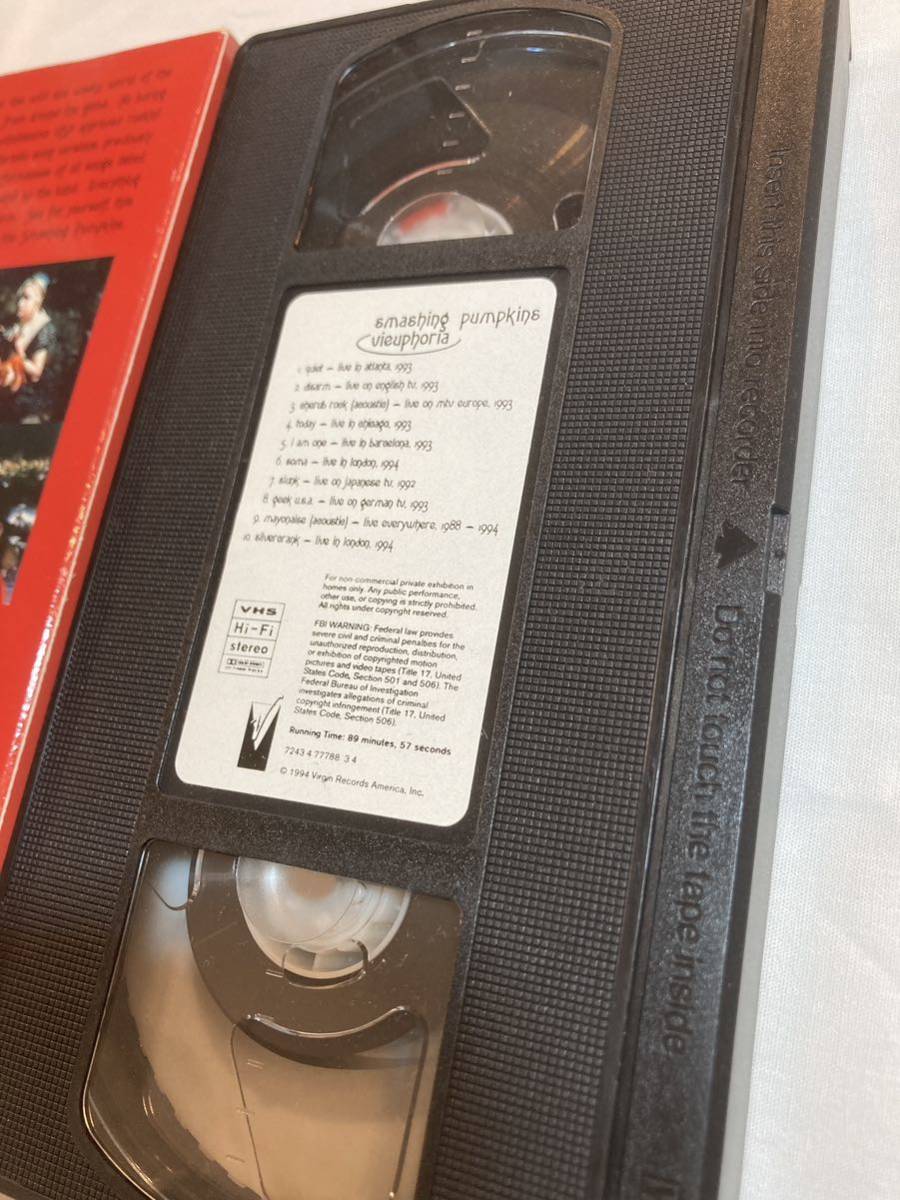 smashing pumpkins
vieuphoria
1. quiet – live in atlanta, 1993
2. disarm – live on english tv, 1993
3. cherub rock (acoustic) – live on mtv europe, 1993
4. today – live in chicago, 1993
5. i am one – live in barcelona, 1993
6. soma – live in london, 1994
7. slunk – live on japanese tv, 1992
8. geek u.s.a. – live on german tv, 1993
9. mayonaise (acoustic) – live everywhere, 1988 – 1994
10. silverfuck – live in london, 1994
For non-commercial private exhibition in
homes only. Any public performance,
other use, or copying is strictly prohibited.
All rights under copyright reserved.
VHS
Hi-Fi
stereo
FBI WARNING: Federal law provides
severe civil and criminal penalties for the
unauthorized reproduction, distribution,
or exhibition of copyrighted motion
pictures and video tapes (Title 17, United
States Code, Section 501 and 506). The
Federal Bureau of Investigation
investigates allegations of criminal
copyright infringement (Title 17, United
States Code, Section 506).
Running Time: 89 minutes, 57 seconds
7243 4 77788 3 4
© 1994 Virgin Records America, Inc.
Insert this side into recorder
Do not touch the tape inside